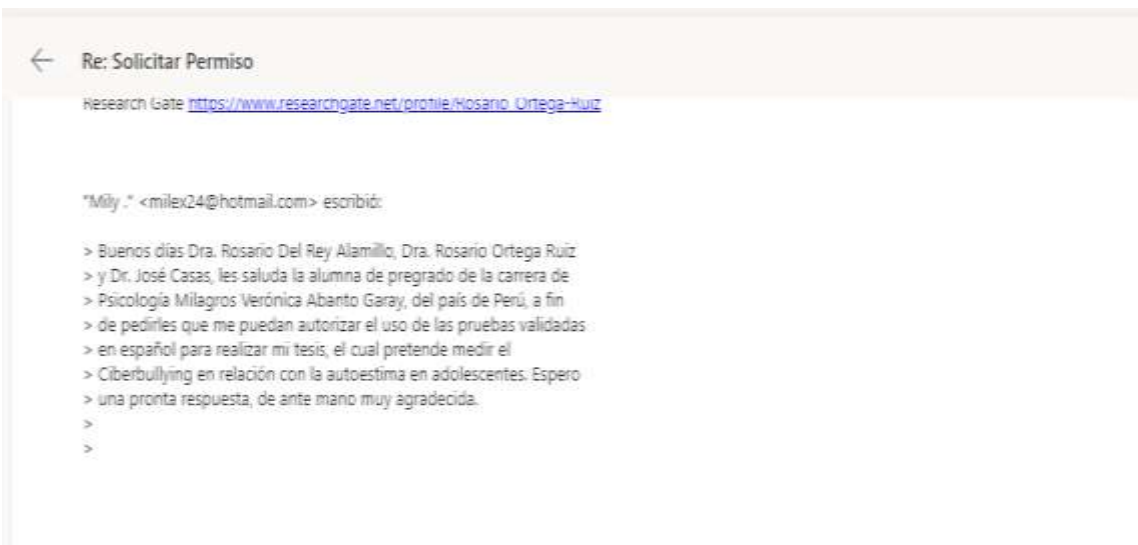 Re: Solicitar Permiso
Research Gate https://www.researchgate.net/profile/Rosario_Ortega-Ruiz
"Mily ." <milex24@hotmail.com> escribió:
> Buenos días Dra. Rosario Del Rey Alamillo, Dra. Rosario Ortega Ruiz
> y Dr. José Casas, les saluda la alumna de pregrado de la carrera de
> Psicología Milagros Verónica Abanto Garay, del país de Perú, a fin
> de pedirles que me puedan autorizar el uso de las pruebas validadas
> en español para realizar mi tesis, el cual pretende medir el
> Ciberbullying en relación con la autoestima en adolescentes. Espero
> una pronta respuesta, de ante mano muy agradecida.
>
>